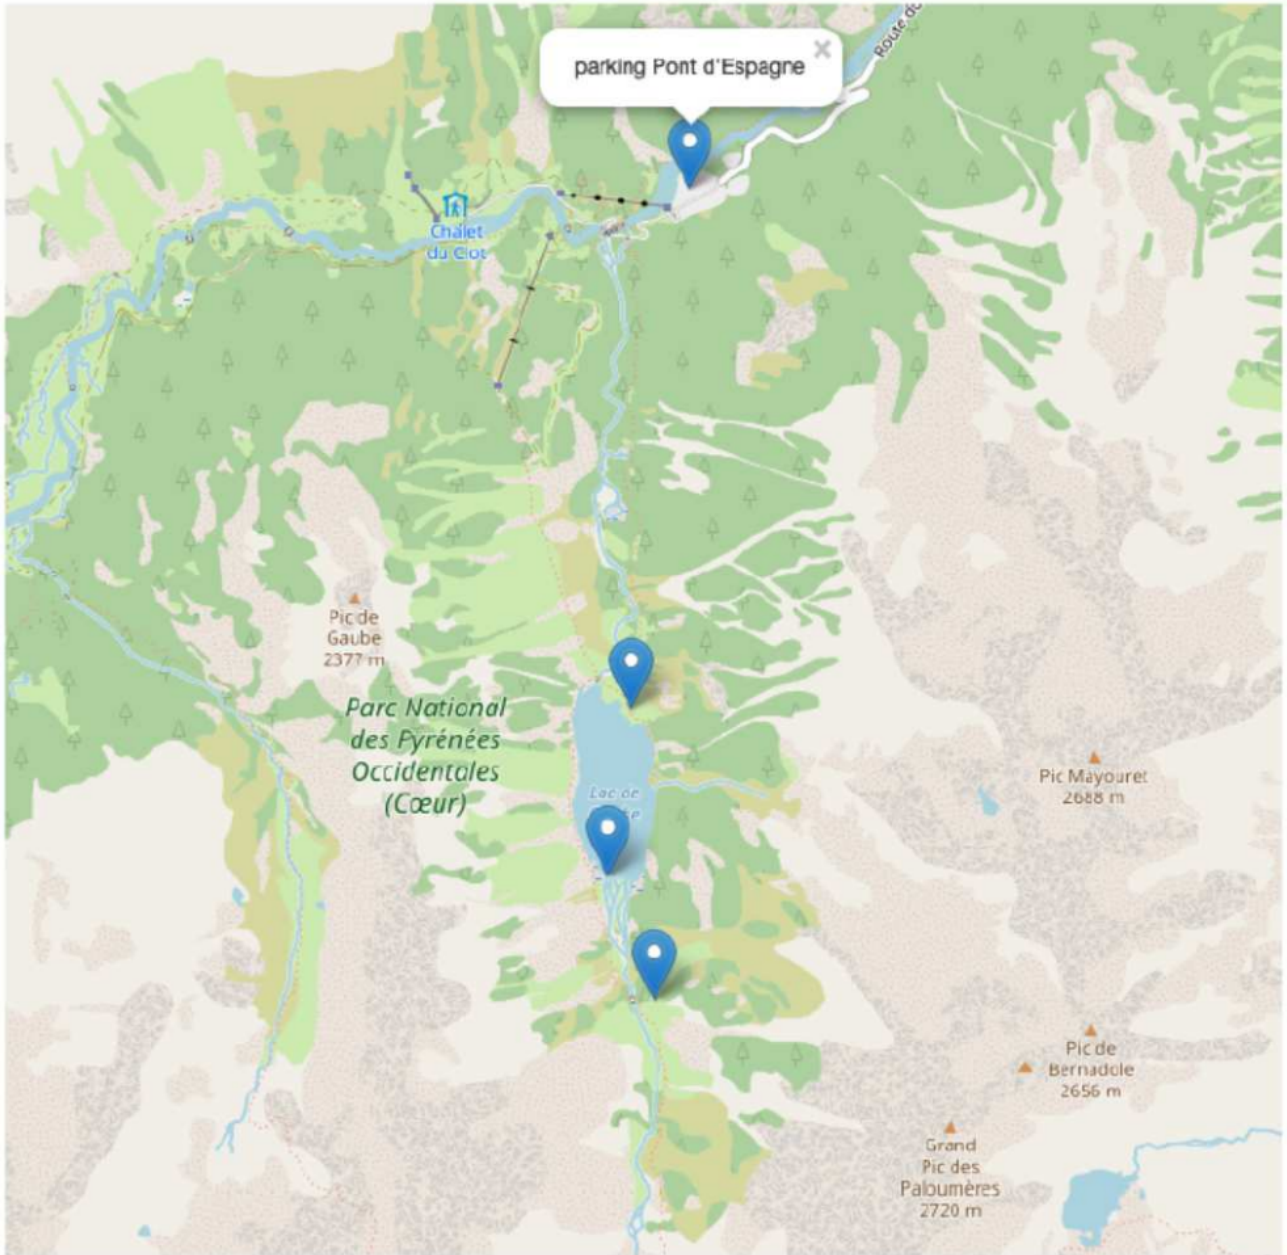 Route du
parking Pont d'Espagne
×
Chalet
du Clot
Pic de
Gaube
2377 m
Parc National
des Pyrénées
Occidentales
(Cœur)
Lac de
Pic Mayouret
2688 m
Pic de
Bernadole
2656 m
Grand
Pic des
Paloumères
2720 m